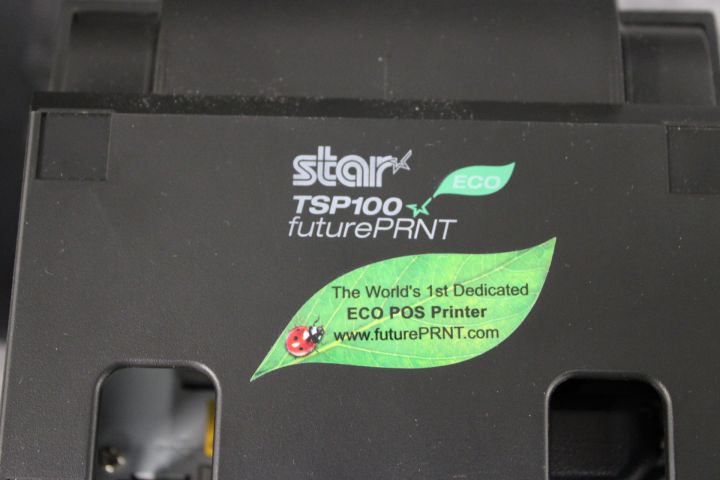 star
ECO
TSP100
futurePRNT
The World's 1st Dedicated
ECO POS Printer
www.futurePRNT.com